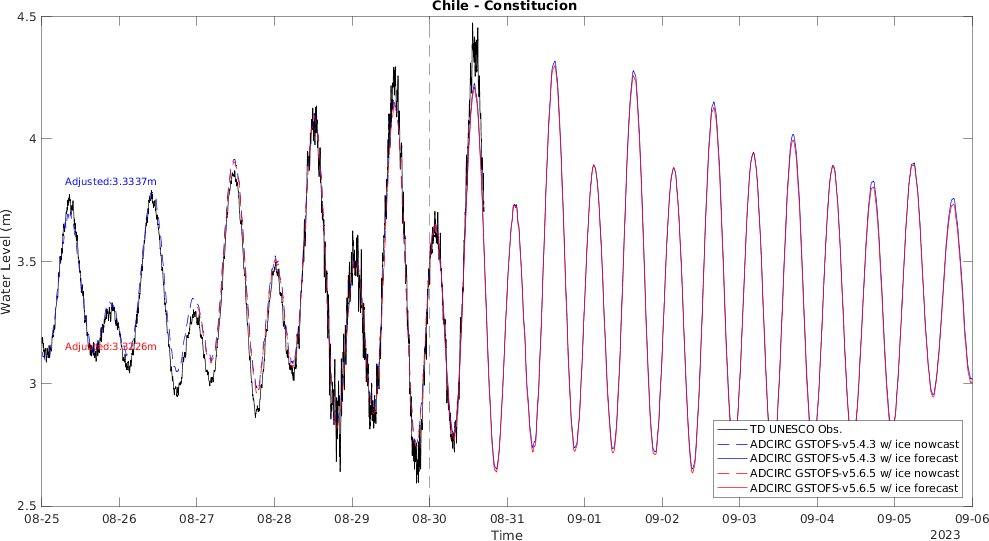 Chile - Constitucion
4.5
4
3.5
3
2.5
Water Level (m)
Adjusted:3.3337m
Adjusted:3.3226m
TD UNESCO Obs.
ADCIRC GSTOFS-v5.4.3 w/ ice nowcast
ADCIRC GSTOFS-v5.4.3 w/ ice forecast
ADCIRC GSTOFS-v5.6.5 w/ ice nowcast
ADCIRC GSTOFS-v5.6.5 w/ ice forecast
08-25 08-26 08-27 08-28 08-29 08-30 08-31 09-01 09-02 09-03 09-04 09-05 09-06
Time
2023